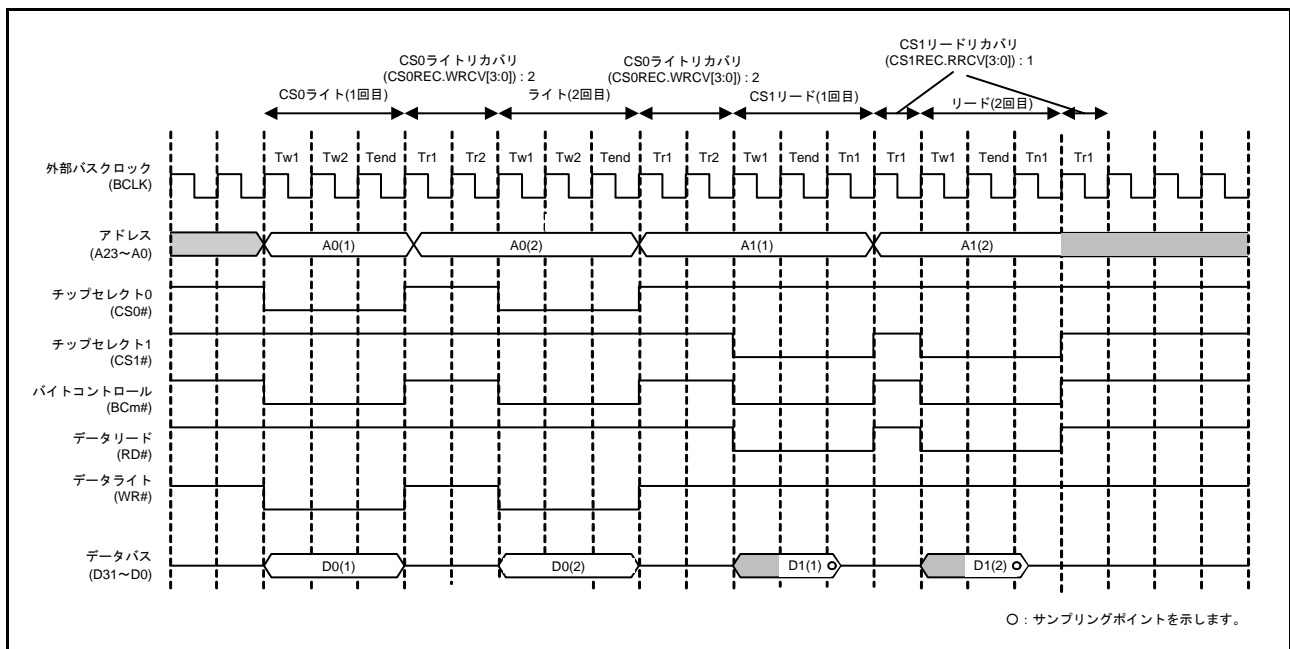 CS1リードリカバリ
(CS1REC.RRCV[3:0]) : 1
CS0ライトリカバリ
(CS0REC.WRCV[3:0]) : 2
CS0ライトリカバリ
(CS0REC.WRCV[3:0]) : 2
CS0ライト(1回目)
ライト(2回目)
CS1リード(1回目)
リード(2回目)
Tw1 Tw2 Tend Tr1 Tr2 Tw1 Tw2 Tend Tr1 Tr2 Tw1 Tend Tn1 Tr1 Tw1 Tend Tn1 Tr1
外部バスクロック
(BCLK)
アドレス
(A23～A0)
A0(1) A0(2) A1(1) A1(2)
チップセレクト0
(CS0#)
チップセレクト1
(CS1#)
バイトコントロール
(BCm#)
データリード
(RD#)
データライト
(WR#)
データバス
(D31～D0)
D0(1) D0(2) D1(1) D1(2)
○：サンプリングポイントを示します。